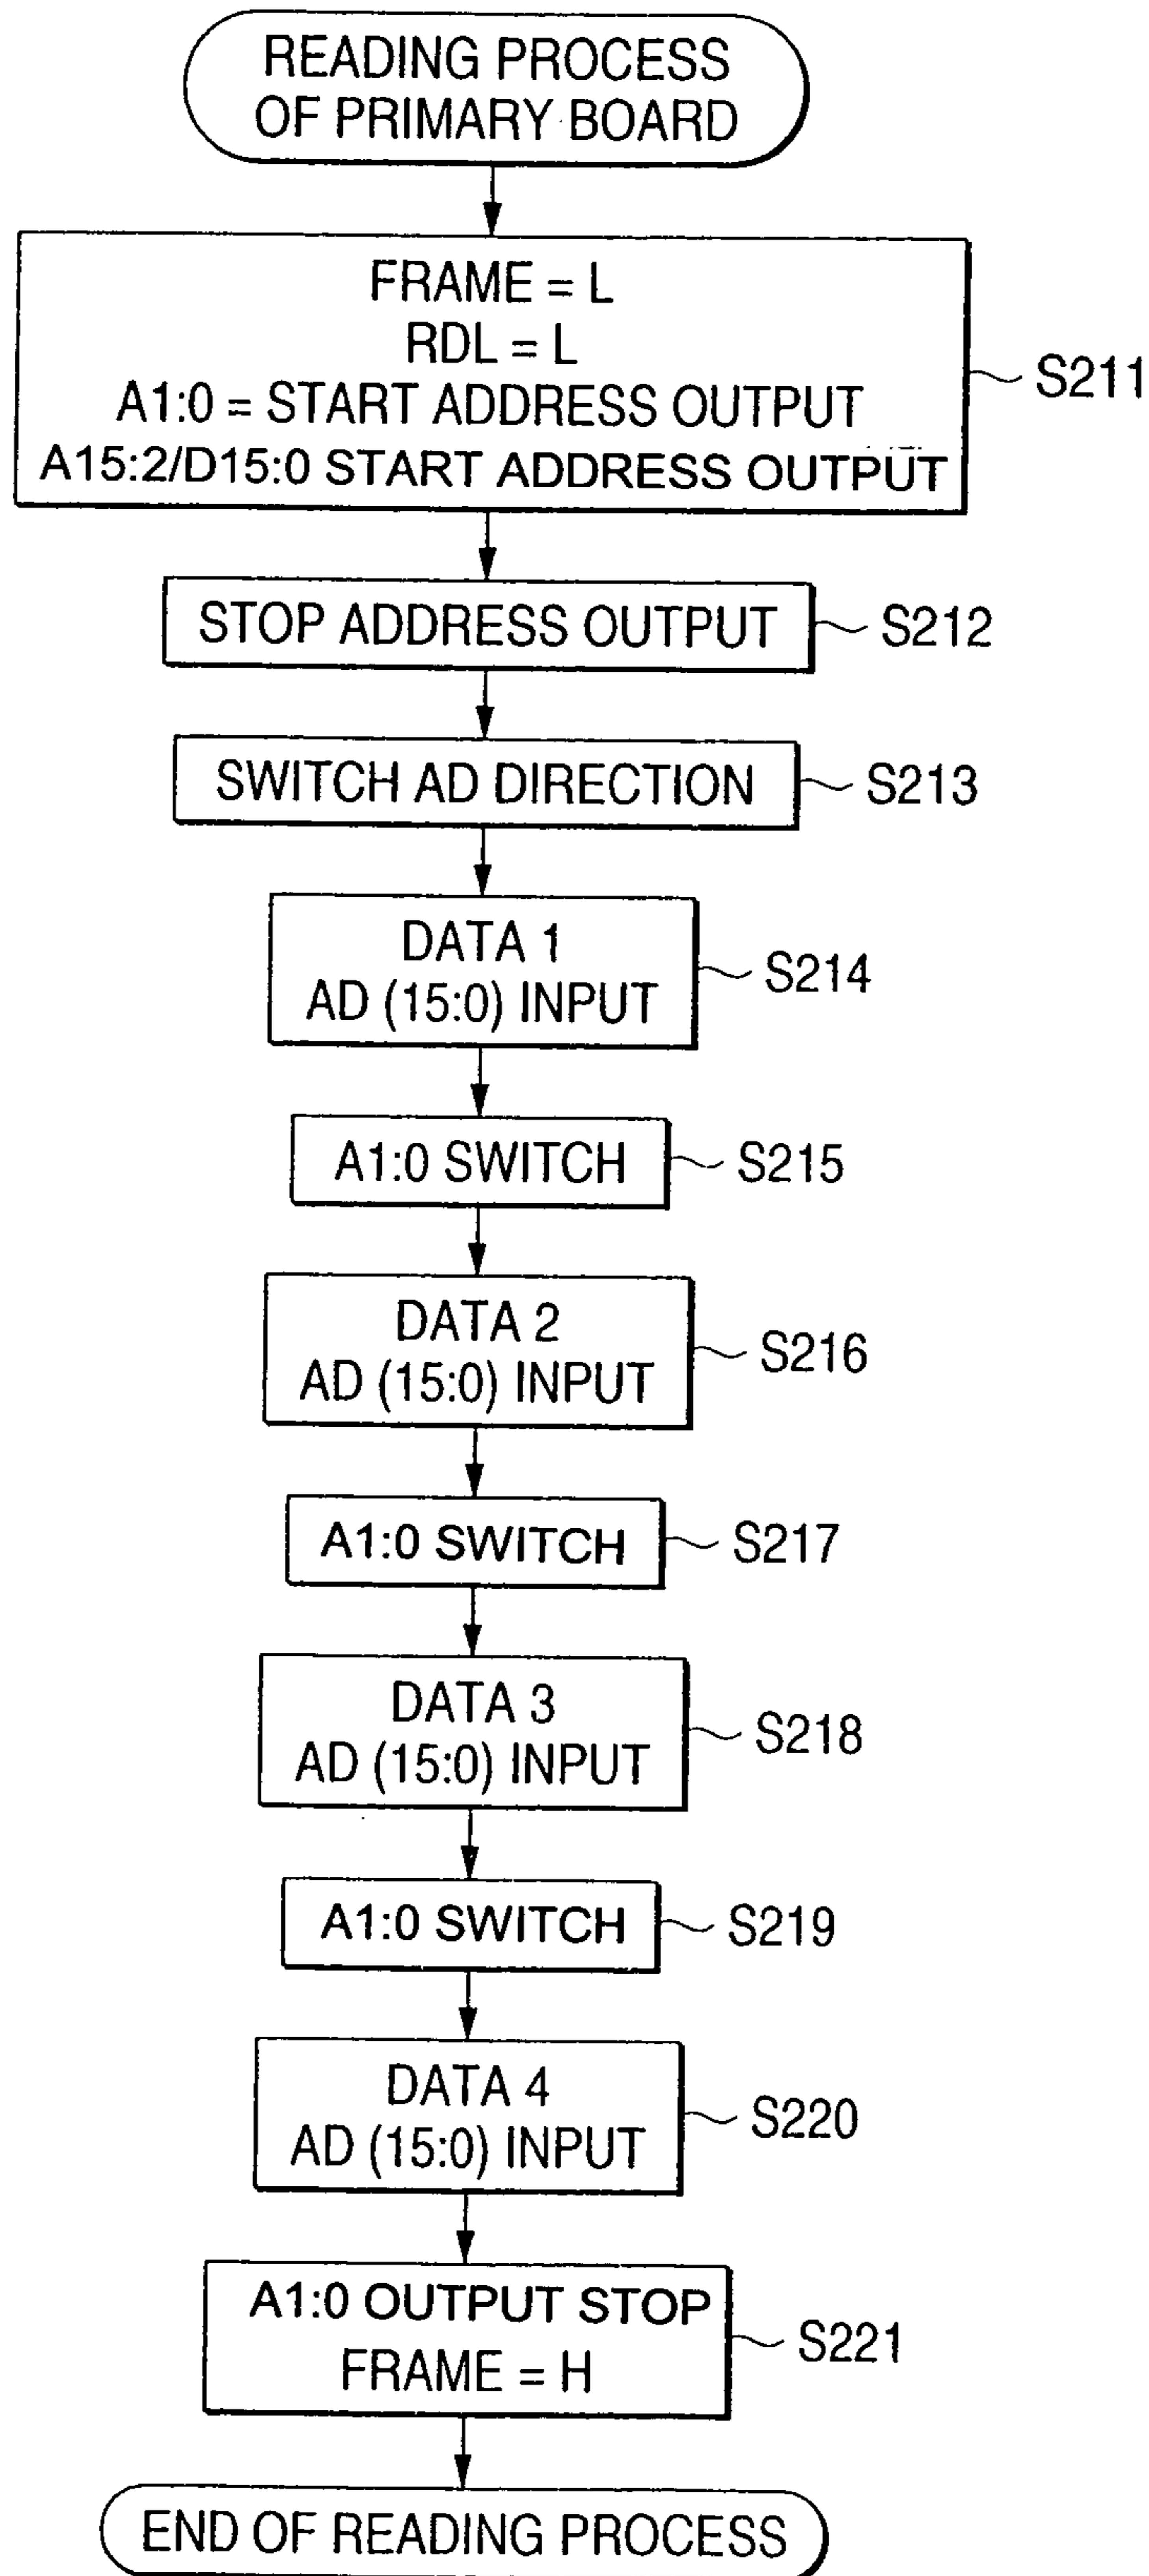 READING PROCESS
OF PRIMARY BOARD
FRAME = L
RDL = L
A1:0 = START ADDRESS OUTPUT
A15:2/D15:0 START ADDRESS OUTPUT
S211
STOP ADDRESS OUTPUT
S212
SWITCH AD DIRECTION
S213
DATA 1
AD (15:0) INPUT
S214
A1:0 SWITCH
S215
DATA 2
AD (15:0) INPUT
S216
A1:0 SWITCH
S217
DATA 3
AD (15:0) INPUT
S218
A1:0 SWITCH
S219
DATA 4
AD (15:0) INPUT
S220
A1:0 OUTPUT STOP
FRAME = H
S221
END OF READING PROCESS